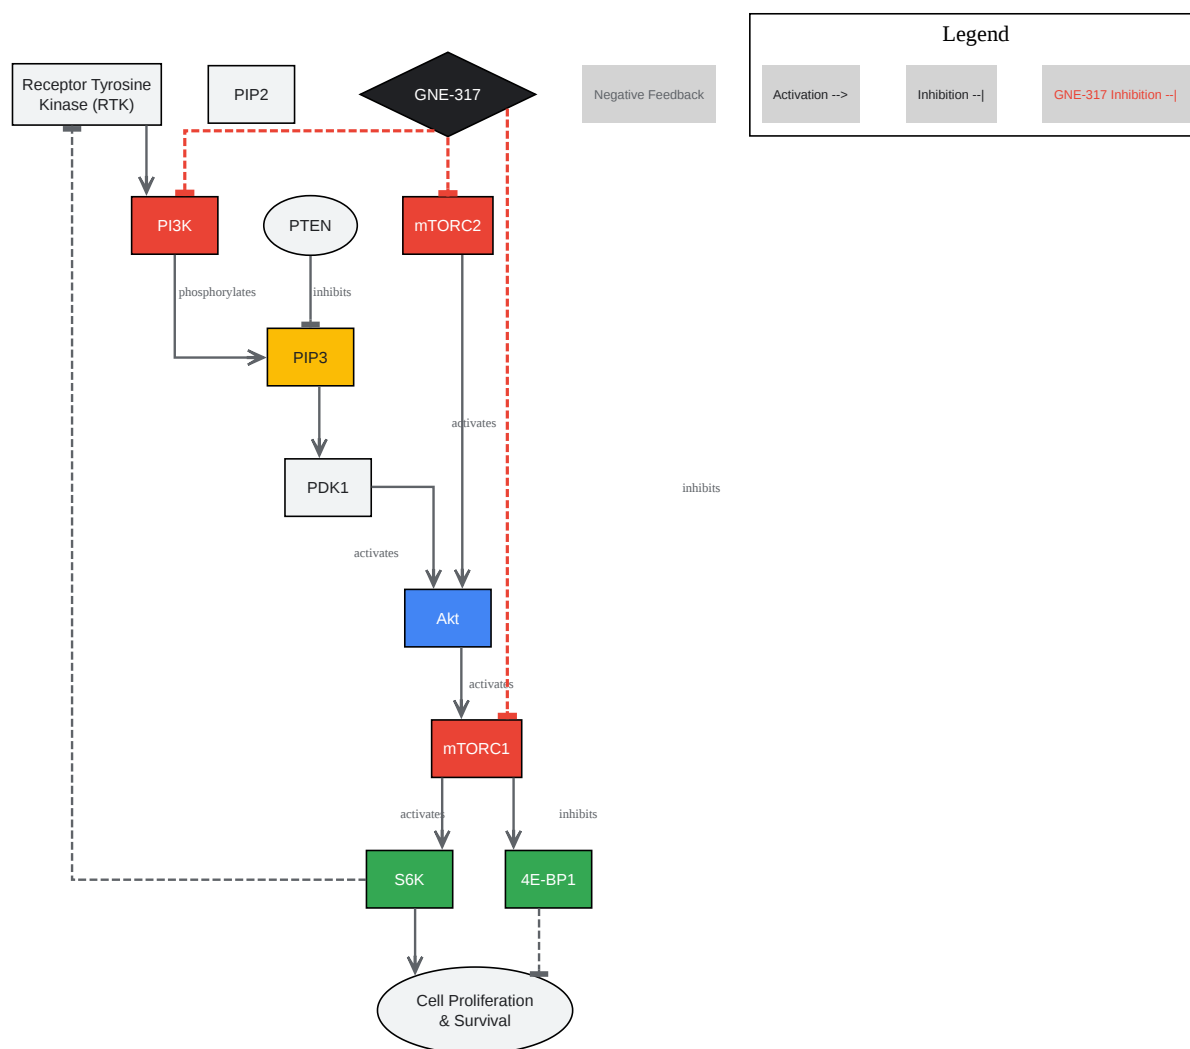 Legend
Receptor Tyrosine
Kinase (RTK)
PIP2
GNE-317
Negative Feedback
Activation -->
Inhibition --|
GNE-317 Inhibition --|
PI3K
PTEN
mTORC2
phosphorylates
inhibits
PIP3
activates
PDK1
inhibits
activates
Akt
activates
mTORC1
activates
inhibits
S6K
4E-BP1
Cell Proliferation
& Survival